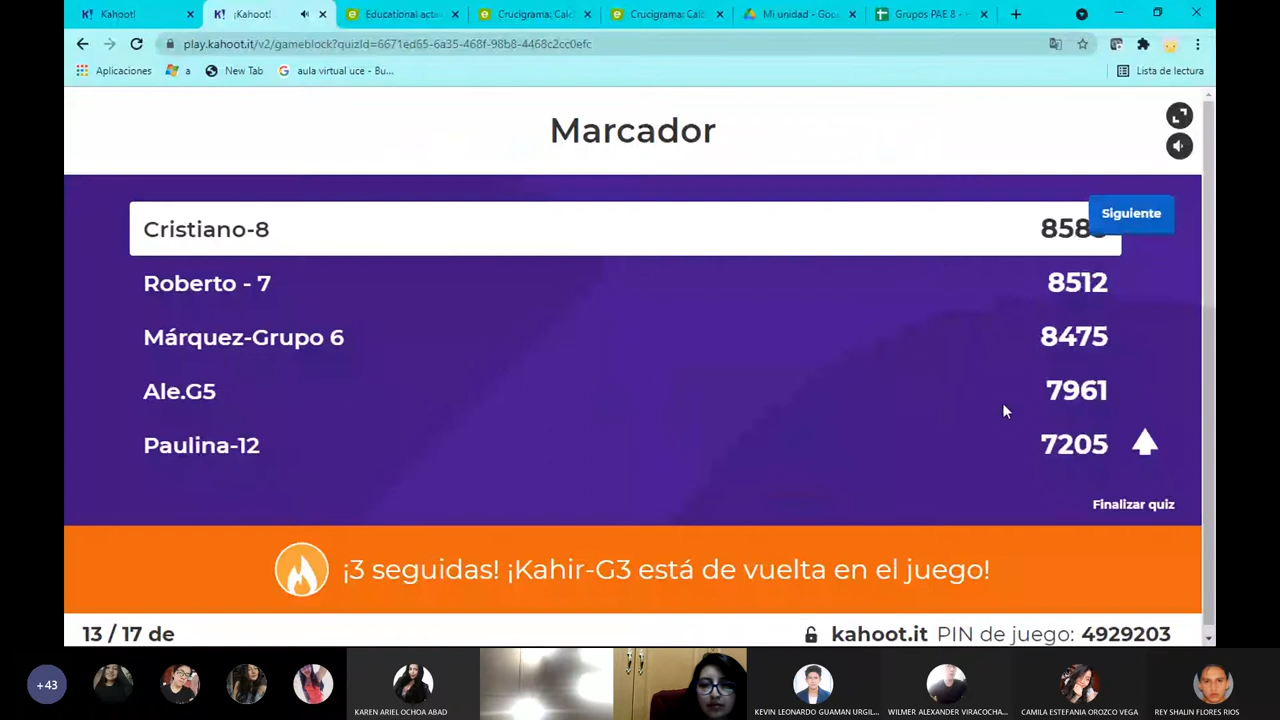 Kahoot!
¡Kahoot!
Educational acti
Crucigrama: Calc
Crucigrama: Calc
Mi unidad - Goo
Grupos PAE 8 -
play.kahoot.it/v2/gameblock?quizId=6671ed65-6a35-468f-98b8-4468c2cc0efc
Aplicaciones
a
New Tab
aula virtual uce - Bu...
Lista de lectura
Marcador
Siguiente
Cristiano-8 858
Roberto - 7 8512
Márquez-Grupo 6 8475
Ale.G5 7961
Paulina-12 7205
Finalizar quiz
¡3 seguidas! ¡Kahir-G3 está de vuelta en el juego!
13 / 17 de
kahoot.it PIN de juego: 4929203
+43
KAREN ARIEL OCHOA ABAD
KEVIN LEONARDO GUAMAN URGIL...
WILMER ALEXANDER VIRACOCHA...
CAMILA ESTEFANIA OROZCO VEGA
REY SHALIN FLORES RIOS